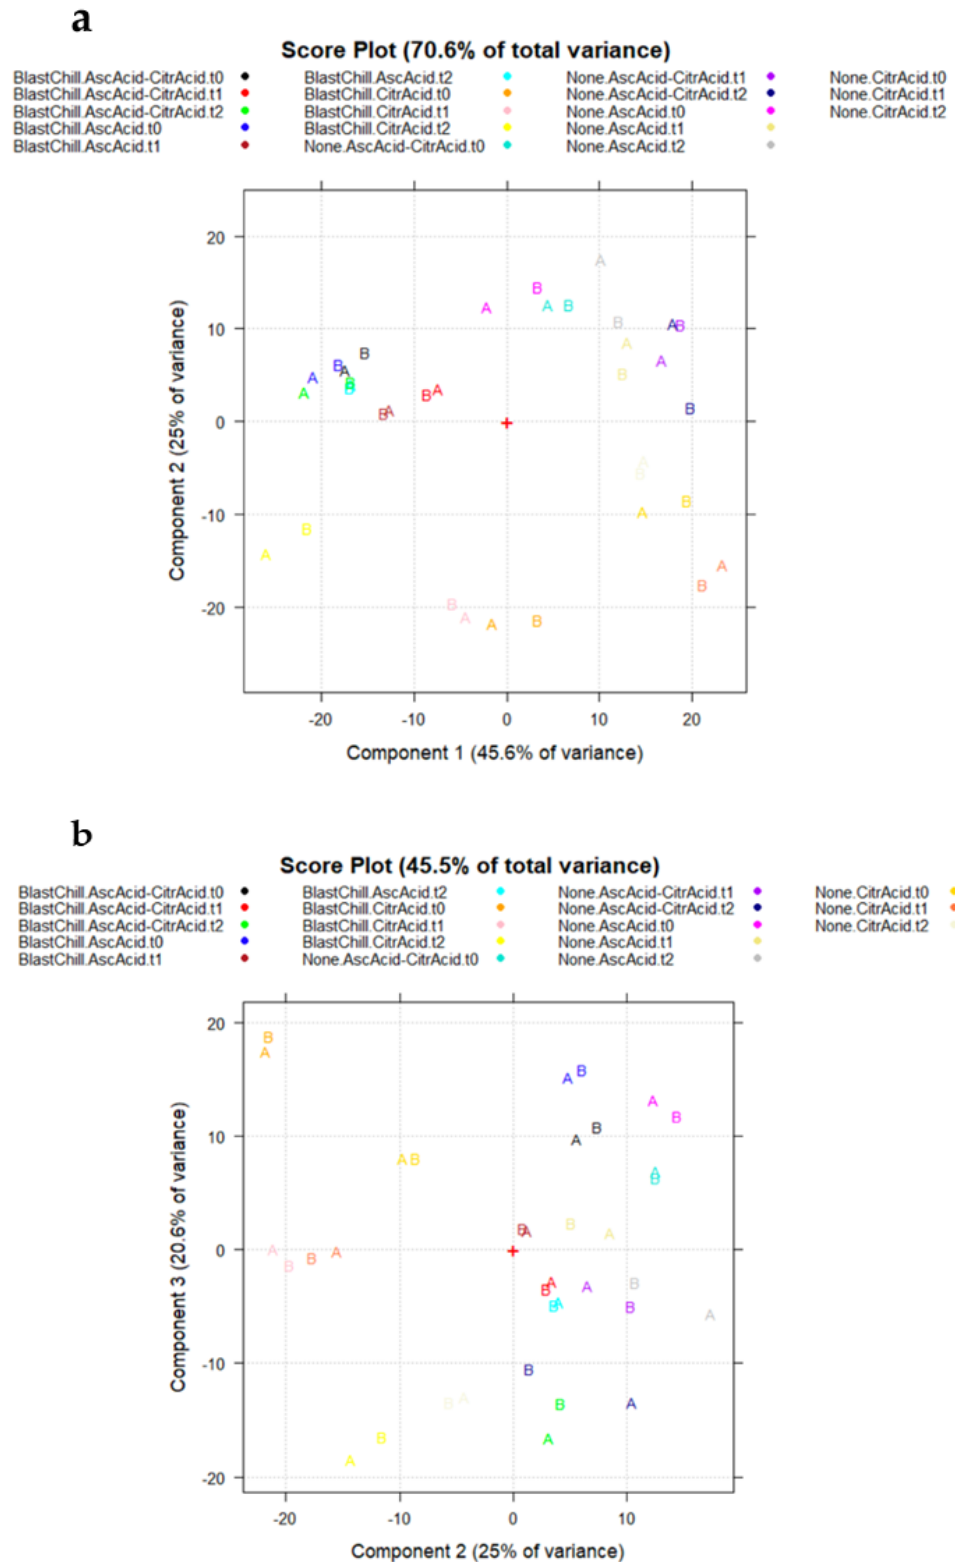 a
Score Plot (70.6% of total variance)
BlastChill.AscAcid-CitrAcid.t0 BlastChill.AscAcid.t2 None.AscAcid-CitrAcid.t1 None.CitrAcid.t0
BlastChill.AscAcid-CitrAcid.t1 BlastChill.CitrAcid.t0 None.AscAcid-CitrAcid.t2 None.CitrAcid.t1
BlastChill.AscAcid-CitrAcid.t2 BlastChill.CitrAcid.t1 None.AscAcid.t0 None.CitrAcid.t2
BlastChill.AscAcid.t0 BlastChill.CitrAcid.t2 None.AscAcid.t1
BlastChill.AscAcid.t1 None.AscAcid-CitrAcid.t0 None.AscAcid.t2
20
A
B
A B
B
A B
10
A
B
A
B
B
A
A
B
A
B
A
B
A
B A
B A
B
0
A
B
B
A
-10
B
A
B
A
B
-20
B
A
A B
-20 -10 0 10 20
Component 2 (25% of variance)
Component 1 (45.6% of variance)
b
Score Plot (45.5% of total variance)
BlastChill.AscAcid-CitrAcid.t0 BlastChill.AscAcid.t2 None.AscAcid-CitrAcid.t1 None.CitrAcid.t0
BlastChill.AscAcid-CitrAcid.t1 BlastChill.CitrAcid.t0 None.AscAcid-CitrAcid.t2 None.CitrAcid.t1
BlastChill.AscAcid-CitrAcid.t2 BlastChill.CitrAcid.t1 None.AscAcid.t0 None.CitrAcid.t2
BlastChill.AscAcid.t0 BlastChill.CitrAcid.t2 None.AscAcid.t1
BlastChill.AscAcid.t1 None.AscAcid-CitrAcid.t0 None.AscAcid.t2
20
B
A
B
A
A
B
10
B
A
A B
A
B
B A
B
A
0
A
B
B A
A
B
B A
A
B
B
A
-10
B
A
B A
B
A
B
A
-20
-20 -10 0 10
Component 3 (20.6% of variance)
Component 2 (25% of variance)